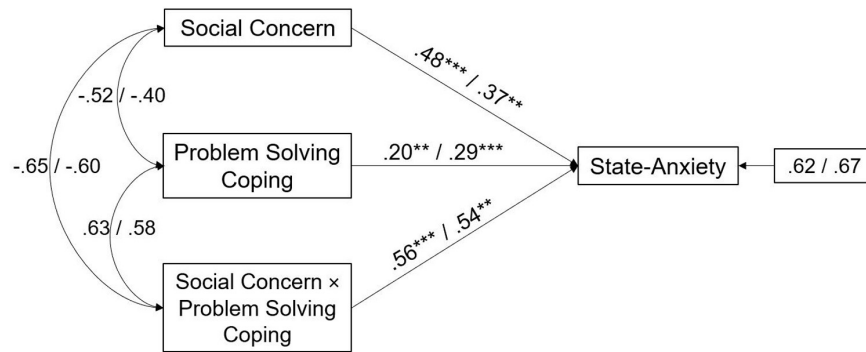 Social Concern
.48*** / .37**
-.52 / -.40
Problem Solving
Coping
.20** / .29***
State-Anxiety
.62 / .67
-.65 / -.60
.63 / .58
.56*** / .54**
Social Concern ×
Problem Solving
Coping